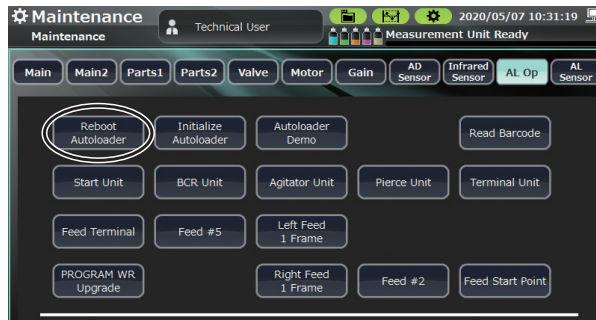 Maintenance
Technical User
2020/05/07 10:31:19
Maintenance
Measurement Unit Ready
Main Main2 Parts1 Parts2 Valve Motor Gain AD Sensor Infrared Sensor AL Op AL Sensor
Reboot Autoloader
Initialize Autoloader
Autoloader Demo
Read Barcode
Start Unit
BCR Unit
Agitator Unit
Pierce Unit
Terminal Unit
Feed Terminal
Feed #5
Left Feed
1 Frame
PROGRAM WR
Upgrade
Right Feed
1 Frame
Feed #2
Feed Start Point